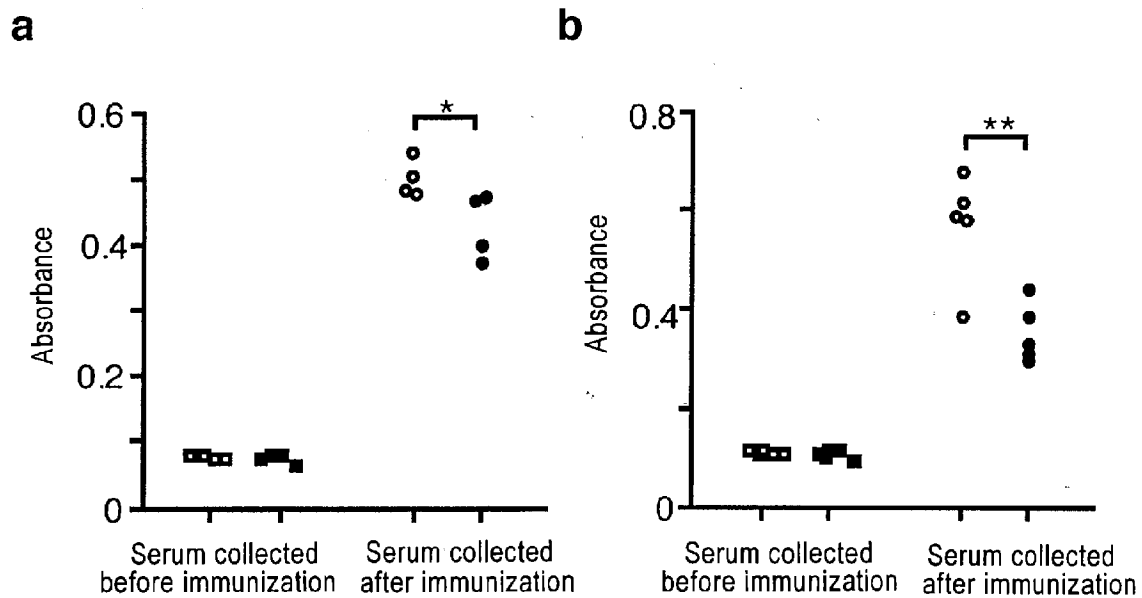 a
b
0.6
0.4
0.2
0
Absorbance
*
Serum collected
before immunization
Serum collected
after immunization
0.8
0.4
0
Absorbance
**
Serum collected
before immunization
Serum collected
after immunization